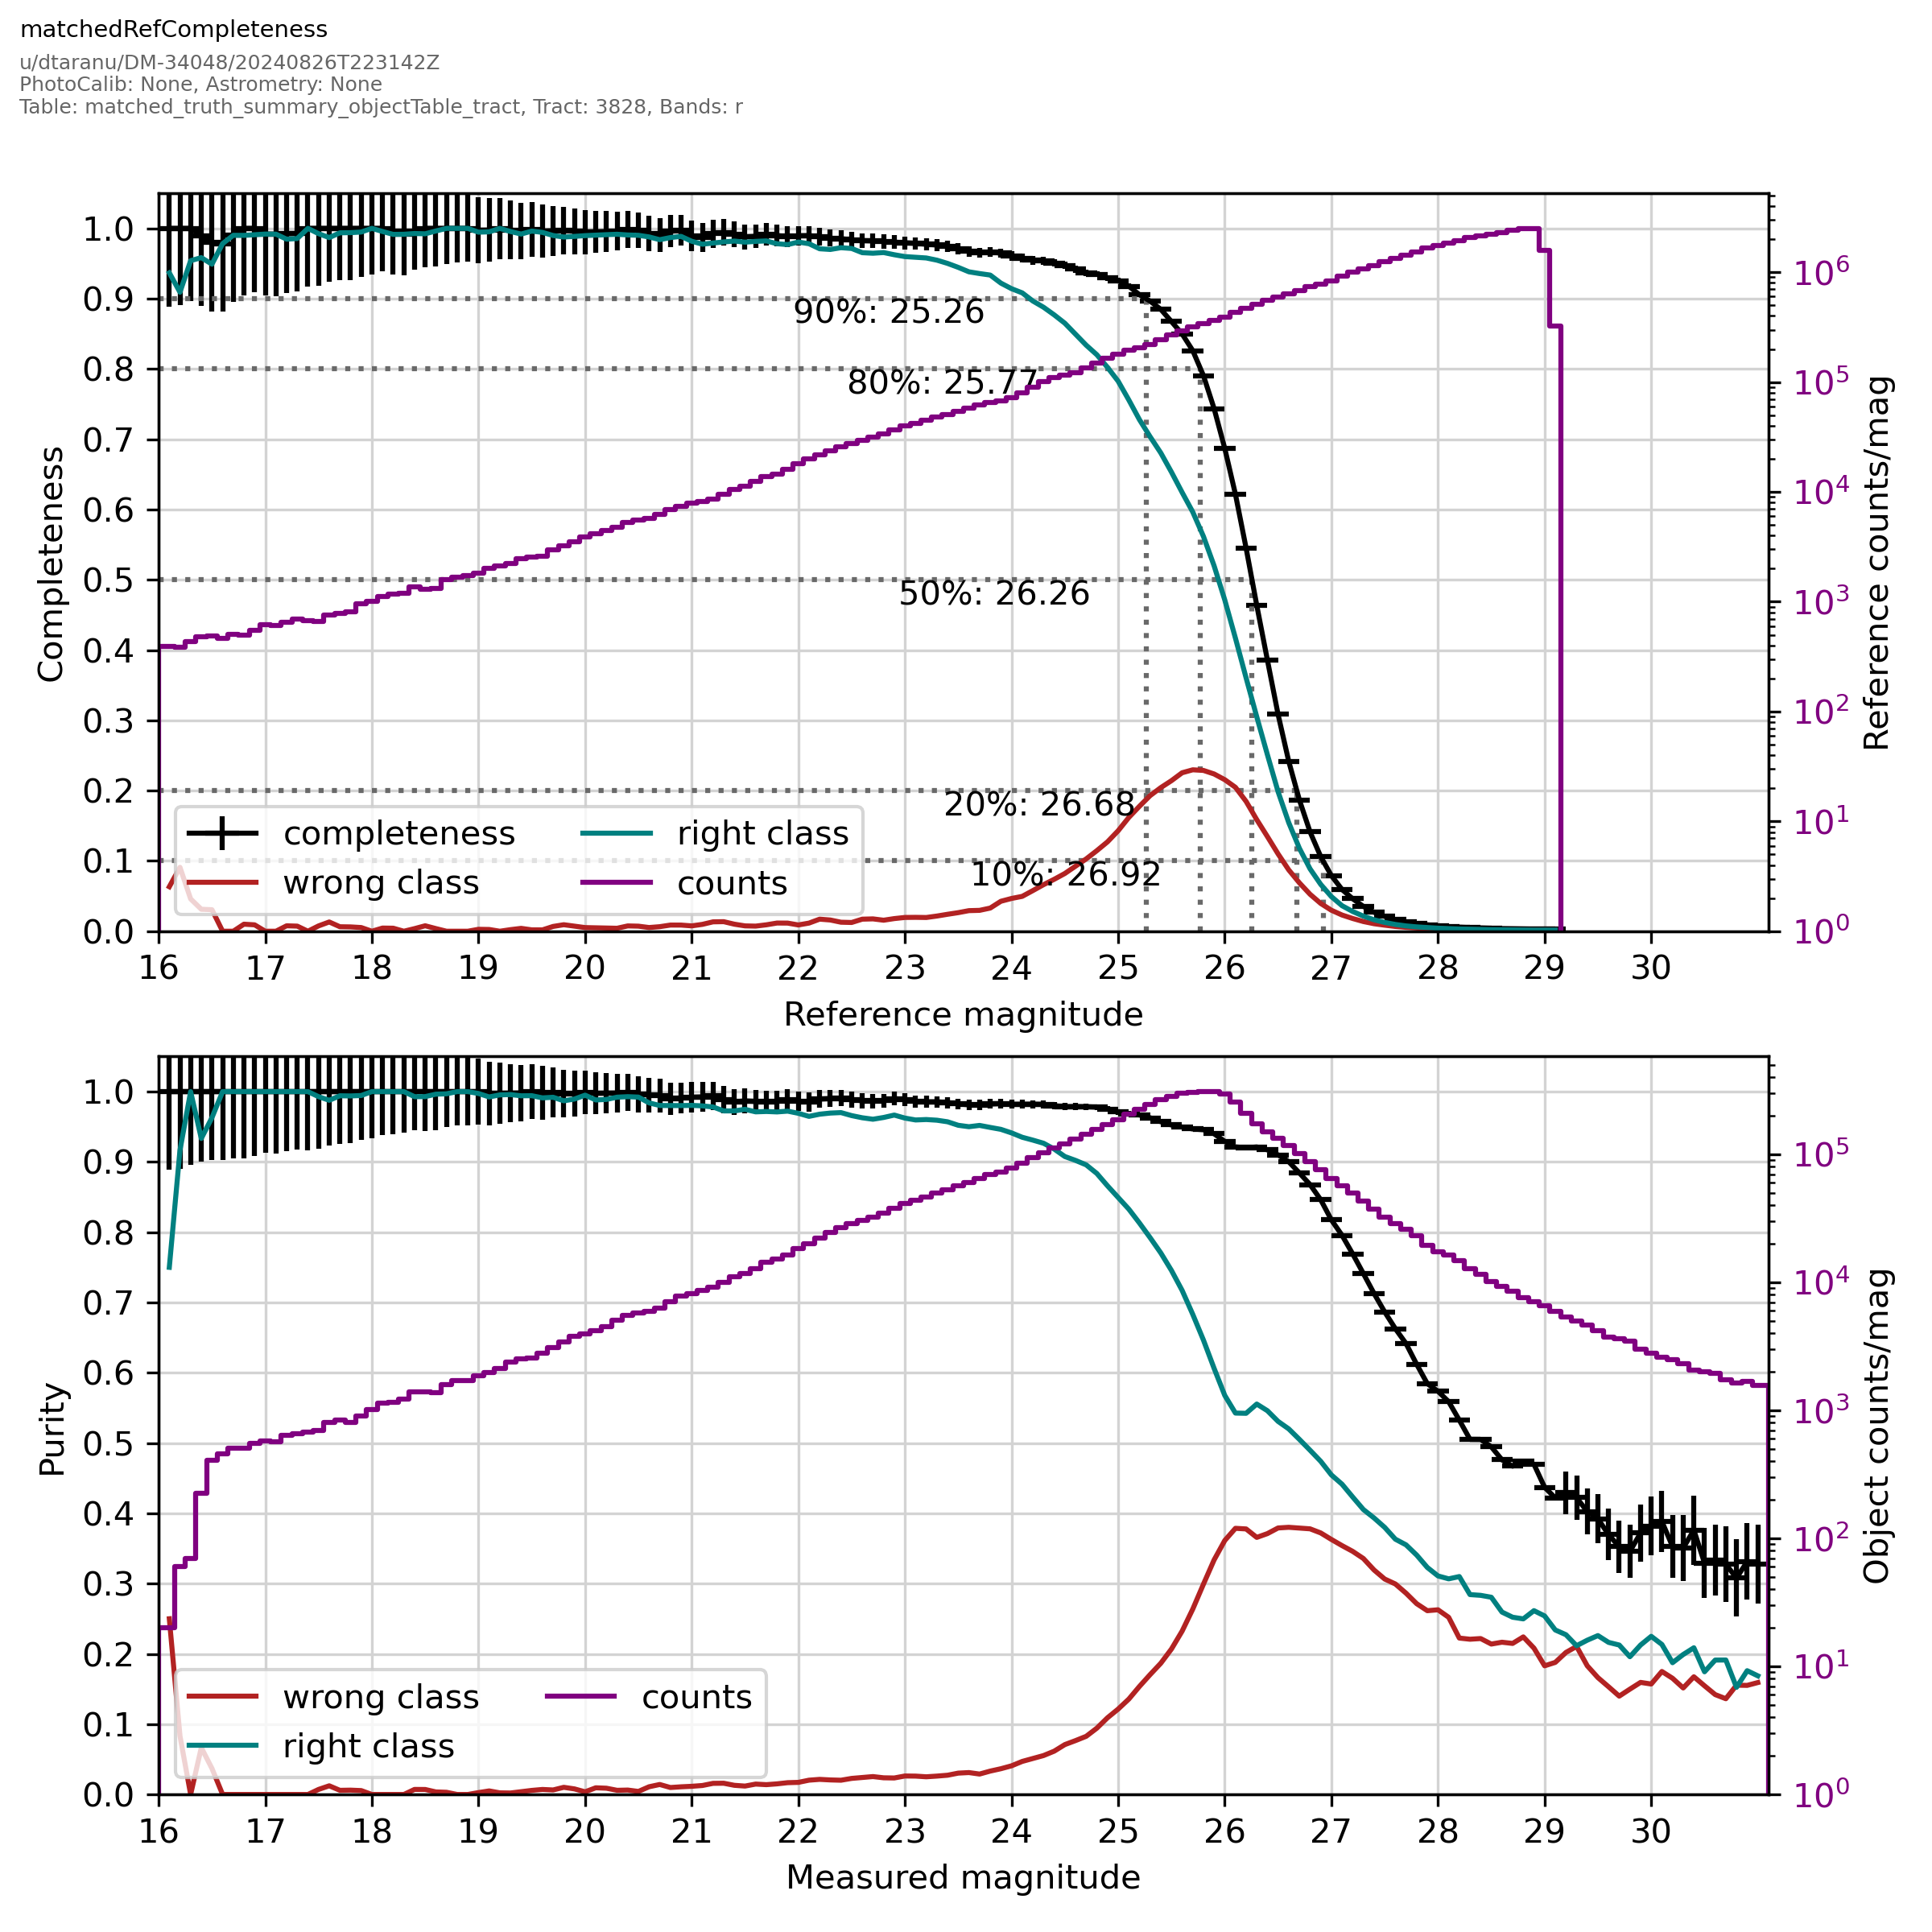 matchedRefCompleteness
u/dtaranu/DM-34048/20240826T223142Z
PhotoCalib: None, Astrometry: None
Table: matched_truth_summary_objectTable_tract, Tract: 3828, Bands: r
Completeness
1.0
0.9
0.8
0.7
0.6
0.5
0.4
0.3
0.2
0.1
0.0
90%: 25.26
80%: 25.77
50%: 26.26
20%: 26.68
10%: 26.92
completeness
wrong class
right class
counts
10⁶
10⁵
10⁴
10³
10²
10¹
10⁰
Reference counts/mag
16 17 18 19 20 21 22 23 24 25 26 27 28 29 30
Reference magnitude
Purity
1.0
0.9
0.8
0.7
0.6
0.5
0.4
0.3
0.2
0.1
0.0
wrong class
right class
counts
10⁵
10⁴
10³
10²
10¹
10⁰
Object counts/mag
16 17 18 19 20 21 22 23 24 25 26 27 28 29 30
Measured magnitude